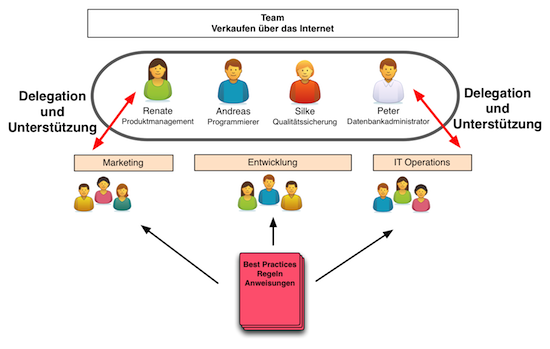 Team
Verkaufen über das Internet
Delegation
und
Unterstützung
Delegation
und
Unterstützung
Renate
Produktmanagement
Andreas
Programmierer
Silke
Qualitätssicherung
Peter
Datenbankadministrator
Marketing
Entwicklung
IT Operations
Best Practices
Regeln
Anweisungen